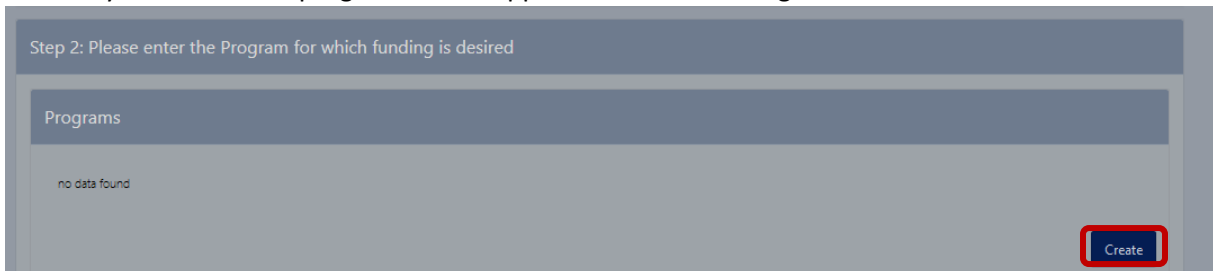 Step 2: Please enter the Program for which funding is desired
Programs
no data found
Create